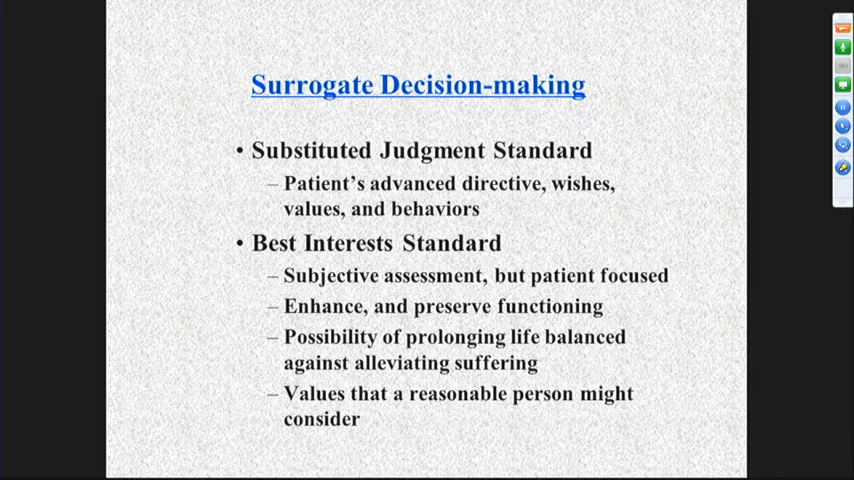 Surrogate Decision-making
• Substituted Judgment Standard
– Patient's advanced directive, wishes,
values, and behaviors
• Best Interests Standard
– Subjective assessment, but patient focused
– Enhance, and preserve functioning
– Possibility of prolonging life balanced
against alleviating suffering
– Values that a reasonable person might
consider